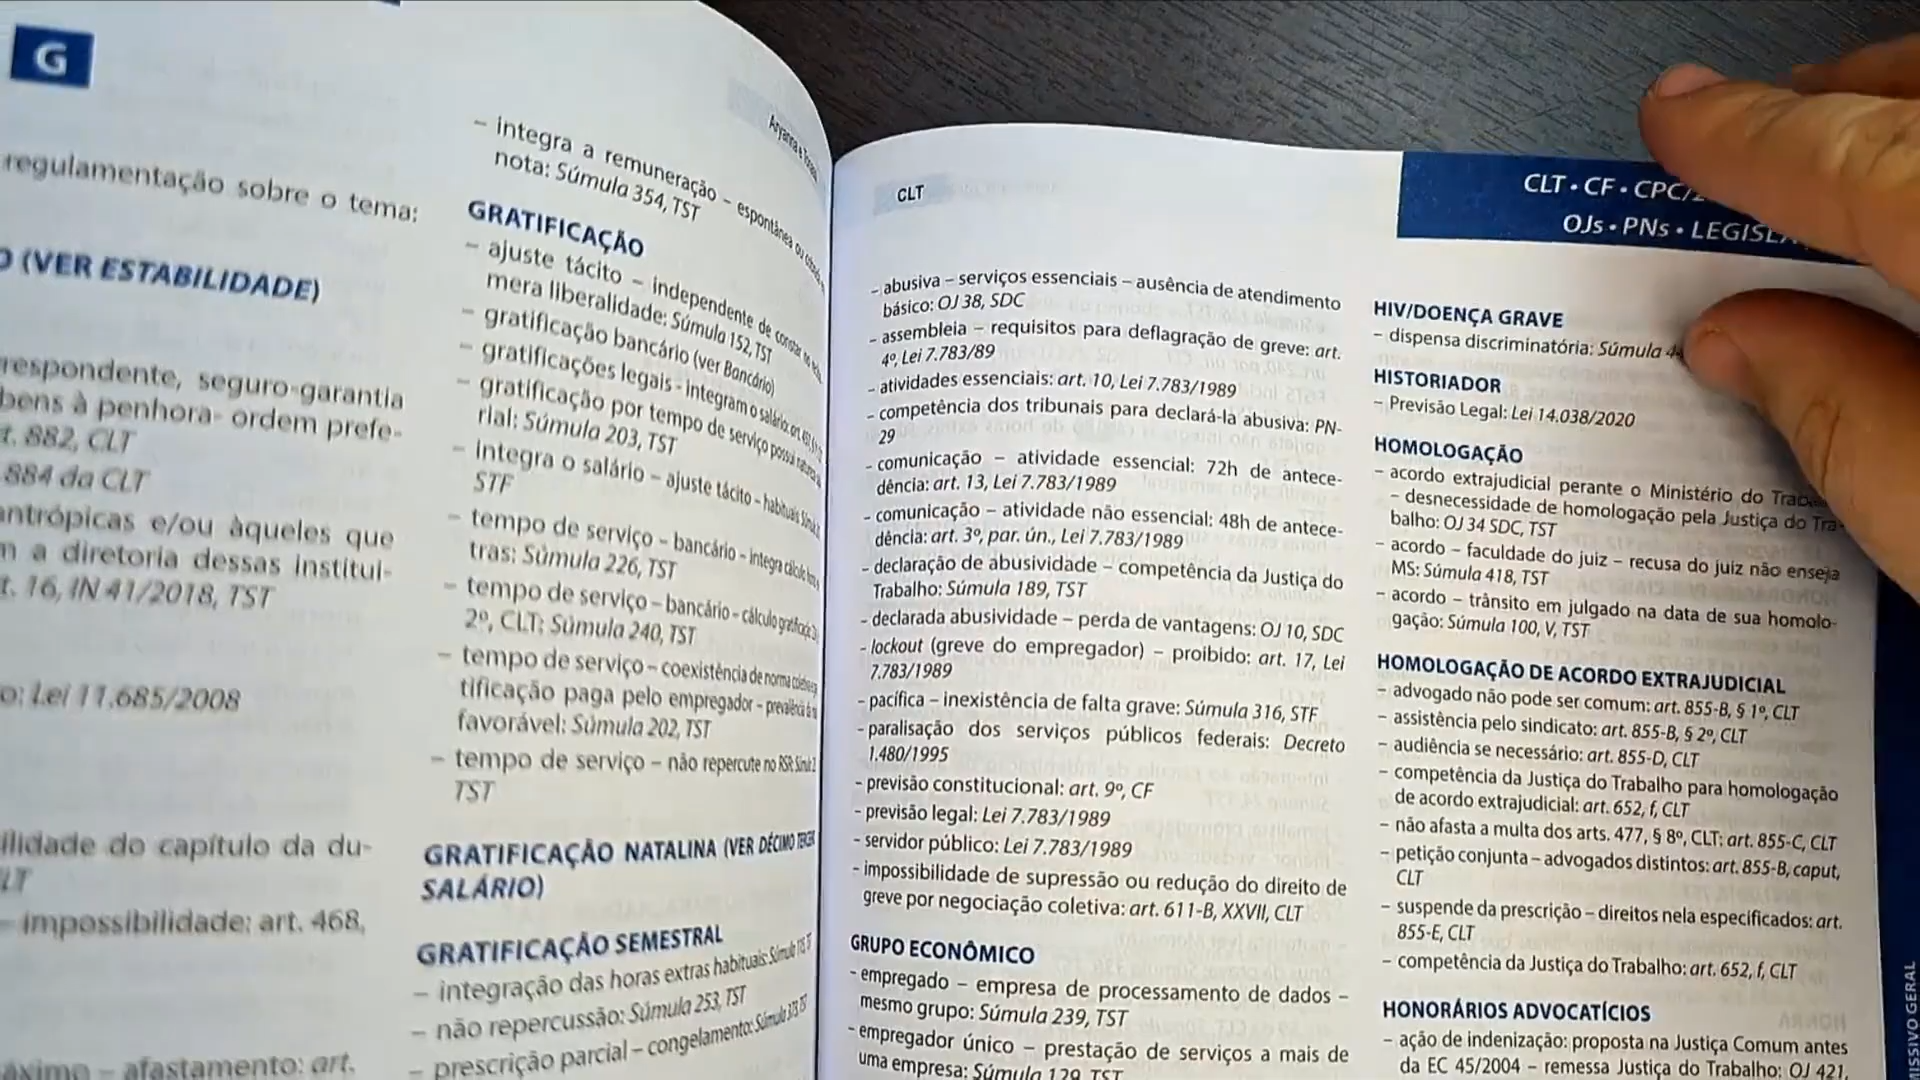 G
regulamentação sobre o tema:
(VER ESTABILIDADE)
respondente, seguro-garantia
bens à penhora- ordem prefe-
t. 882, CLT
884 da CLT
antrópicas e/ou àqueles que
a diretoria dessas institui-
t. 16, IN 41/2018, TST
o: Lei 11.685/2008
ilidade do capítulo da du-
LT
– impossibilidade: art. 468,
áximo – afastamento: art.
– integra a remuneração – espontânea ou
nota: Súmula 354, TST
GRATIFICAÇÃO
– ajuste tácito – independente de constar
mera liberalidade: Súmula 152, TST
– gratificação bancário (ver Bancário)
– gratificações legais - integram o salário: art. 457,
– gratificação por tempo de serviço possui
rial: Súmula 203, TST
– integra o salário – ajuste tácito – habituais
STF
– tempo de serviço – bancário – integra cálculo
tras: Súmula 226, TST
– tempo de serviço – bancário – cálculo
2º, CLT: Súmula 240, TST
– tempo de serviço – coexistência de norma
tificação paga pelo empregador – prevalência
favorável: Súmula 202, TST
– tempo de serviço – não repercute no RSR:
TST
GRATIFICAÇÃO NATALINA (VER DÉCIMO TERCEIRO
SALÁRIO)
GRATIFICAÇÃO SEMESTRAL
– integração das horas extras habituais:
– não repercussão: Súmula 253, TST
– prescrição parcial – congelamento: Súmula 373,
CLT
– abusiva – serviços essenciais – ausência de atendimento
básico: OJ 38, SDC
– assembleia – requisitos para deflagração de greve: art.
4º, Lei 7.783/89
– atividades essenciais: art. 10, Lei 7.783/1989
– competência dos tribunais para declará-la abusiva: PN-
29
– comunicação – atividade essencial: 72h de antece-
dência: art. 13, Lei 7.783/1989
– comunicação – atividade não essencial: 48h de antece-
dência: art. 3º, par. ún., Lei 7.783/1989
– declaração de abusividade – competência da Justiça do
Trabalho: Súmula 189, TST
– declarada abusividade – perda de vantagens: OJ 10, SDC
- lockout (greve do empregador) – proibido: art. 17, Lei
7.783/1989
– pacífica – inexistência de falta grave: Súmula 316, STF
– paralisação dos serviços públicos federais: Decreto
1.480/1995
– previsão constitucional: art. 9º, CF
– previsão legal: Lei 7.783/1989
– servidor público: Lei 7.783/1989
– impossibilidade de supressão ou redução do direito de
greve por negociação coletiva: art. 611-B, XXVII, CLT
GRUPO ECONÔMICO
– empregado – empresa de processamento de dados –
mesmo grupo: Súmula 239, TST
– empregador único – prestação de serviços a mais de
uma empresa: Súmula 129, TST
CLT • CF • CPC/2
OJs • PNs • LEGISLA
HIV/DOENÇA GRAVE
– dispensa discriminatória: Súmula 44
HISTORIADOR
– Previsão Legal: Lei 14.038/2020
HOMOLOGAÇÃO
– acordo extrajudicial perante o Ministério do Traba
– desnecessidade de homologação pela Justiça do Tra-
balho: OJ 34 SDC, TST
– acordo – faculdade do juiz – recusa do juiz não enseja
MS: Súmula 418, TST
– acordo – trânsito em julgado na data de sua homolo-
gação: Súmula 100, V, TST
HOMOLOGAÇÃO DE ACORDO EXTRAJUDICIAL
– advogado não pode ser comum: art. 855-B, § 1º, CLT
– assistência pelo sindicato: art. 855-B, § 2º, CLT
– audiência se necessário: art. 855-D, CLT
– competência da Justiça do Trabalho para homologação
de acordo extrajudicial: art. 652, f, CLT
– não afasta a multa dos arts. 477, § 8º, CLT: art. 855-C, CLT
– petição conjunta – advogados distintos: art. 855-B, caput,
CLT
– suspende da prescrição – direitos nela especificados: art.
855-E, CLT
– competência da Justiça do Trabalho: art. 652, f, CLT
HONORÁRIOS ADVOCATÍCIOS
– ação de indenização: proposta na Justiça Comum antes
da EC 45/2004 – remessa Justiça do Trabalho: OJ 421,
MISSIVO GERAL